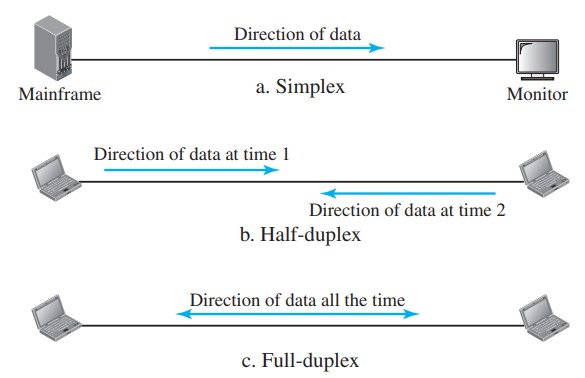 Direction of data
Mainframe
a. Simplex
Monitor
Direction of data at time 1
Direction of data at time 2
b. Half-duplex
Direction of data all the time
c. Full-duplex